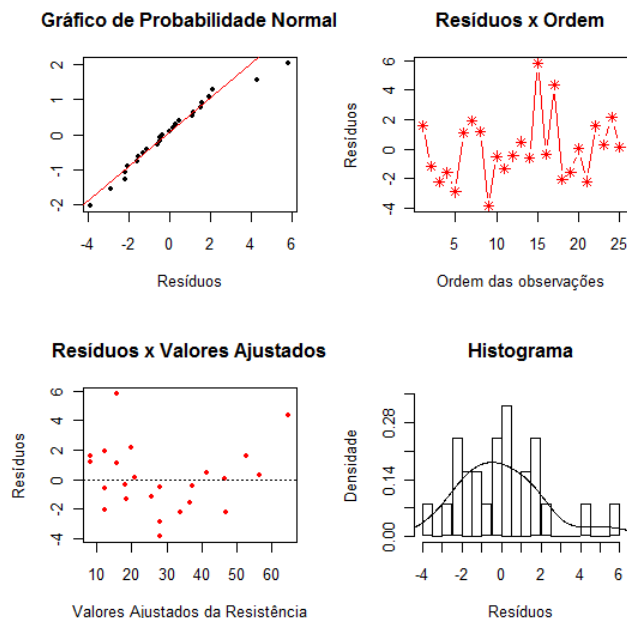 Gráfico de Probabilidade Normal
2
1
0
-1
-2
-4 -2 0 2 4 6
Resíduos
Resíduos x Ordem
Resíduos
6
4
2
0
-2
-4
5 10 15 20 25
Ordem das observações
Resíduos x Valores Ajustados
Resíduos
6
4
2
0
-2
-4
10 20 30 40 50 60
Valores Ajustados da Resistência
Histograma
Densidade
0.28
0.14
0.00
-4 -2 0 2 4 6
Resíduos